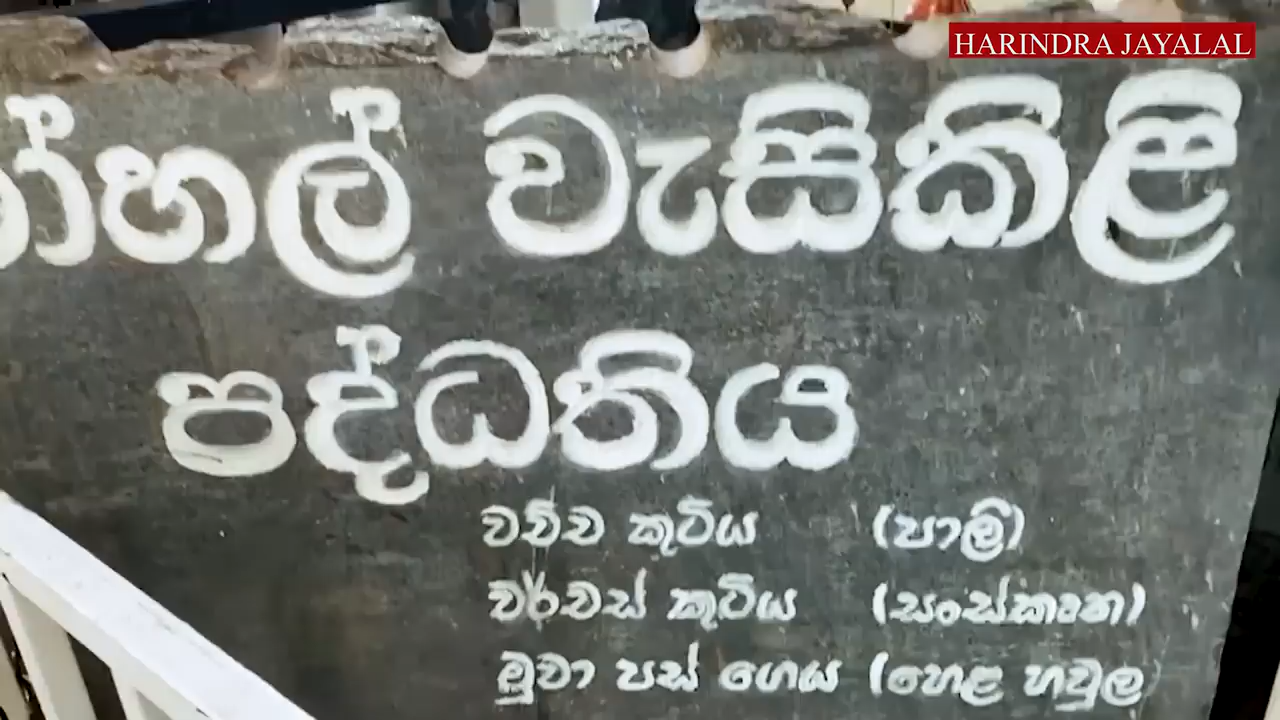 HARINDRA JAYALAL
වැසිකිළි
පද්ධතිය
වච්ච කුටිය (පාලි)
වර්චස් කුටිය (සංස්කෘත)
මූවා පස් ගෙය (හෙළ හවුල